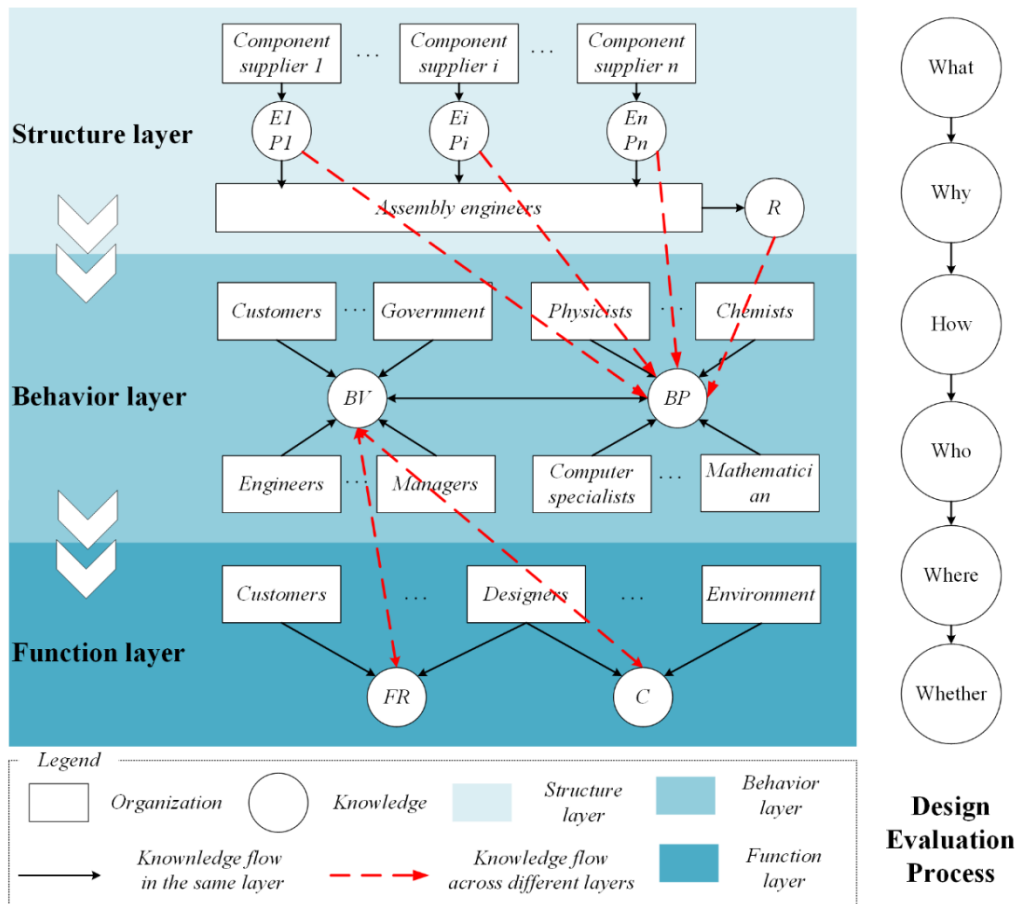 Component
supplier 1
...
Component
supplier i
...
Component
supplier n
E1
P1
Ei
Pi
En
Pn
Structure layer
Assembly engineers
R
Customers
...
Government
Physicists
...
Chemists
Behavior layer
BV
BP
Engineers
...
Managers
Computer
specialists
...
Mathematici
an
Customers
...
Designers
...
Environment
Function layer
FR
C
What
Why
How
Who
Where
Whether
Design
Evaluation
Process
Legend
Organization
Knowledge
Structure
layer
Behavior
layer
Knownledge flow
in the same layer
Knowledge flow
across different layers
Function
layer